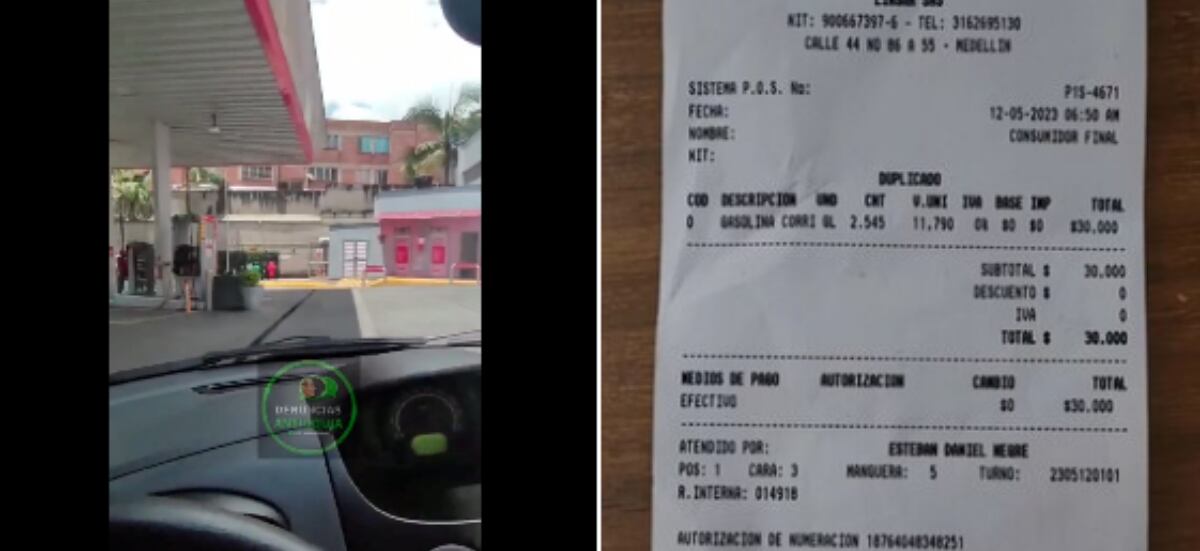 DENUNCIAS
ANTIOQUIA
LINSAR SAS
NIT: 900667397-6 - TEL: 3162695130
CALLE 44 NO 86 A 55 - MEDELLIN
SISTEMA P.O.S. No: P1S-4671
FECHA: 12-05-2023 06:50 AM
NOMBRE: CONSUMIDOR FINAL
NIT:
DUPLICADO
COD DESCRIPCION UND CNT V.UNI IVA BASE IMP TOTAL
0 GASOLINA CORRI GL 2.545 11,790 0% $0 $0 $30.000
SUBTOTAL $ 30.000
DESCUENTO $ 0
IVA 0
TOTAL $ 30.000
MEDIOS DE PAGO AUTORIZACION CAMBIO TOTAL
EFECTIVO $0 $30.000
ATENDIDO POR: ESTEBAN DANIEL NEGRE
POS: 1 CARA: 3 MANGUERA: 5 TURNO: 2305120101
R.INTERNA: 014918
AUTORIZACION DE NUMERACION 18764048348251